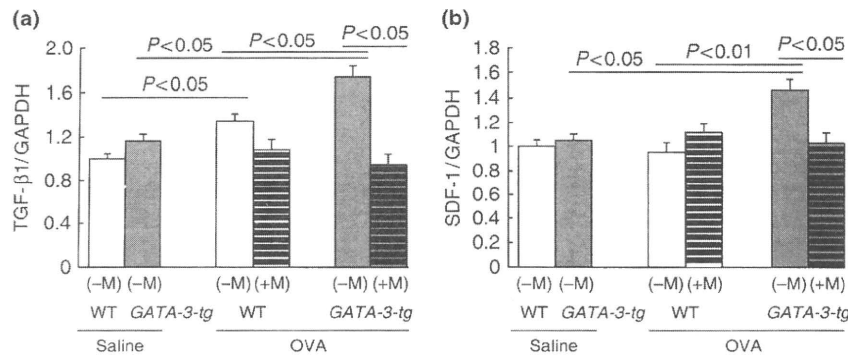 (a)
P<0.05 P<0.05 P<0.05
P<0.05
TGF-β1/GAPDH
2.0
1.6
1.2
0.8
0.4
0
(–M) (–M) (–M) (+M) (–M) (+M)
WT GATA-3-tg WT GATA-3-tg
Saline OVA
(b)
P<0.05 P<0.01 P<0.05
SDF-1/GAPDH
1.8
1.6
1.4
1.2
1
0.8
0.6
0.4
0.2
0
(–M) (–M) (–M) (+M) (–M) (+M)
WT GATA-3-tg WT GATA-3-tg
Saline OVA